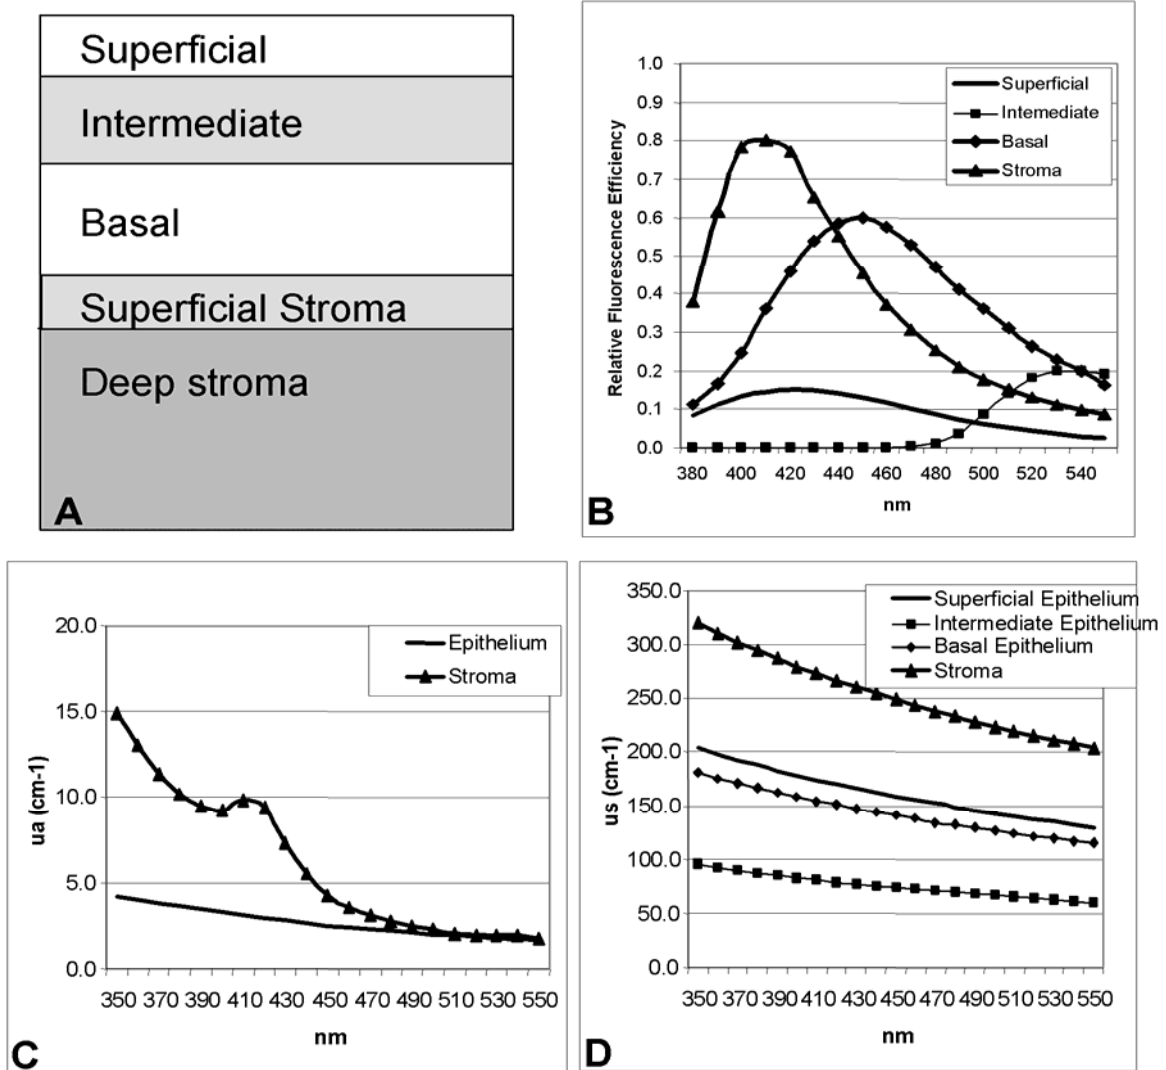 Superficial
Intermediate
Basal
Superficial Stroma
Deep stroma
A
1.0
0.9
0.8
0.7
0.6
0.5
0.4
0.3
0.2
0.1
0.0
Relative Fluorescence Efficiency
Superficial
Intemediate
Basal
Stroma
380 400 420 440 460 480 500 520 540
nm
B
20.0
15.0
10.0
5.0
0.0
ua (cm-1)
Epithelium
Stroma
350 370 390 410 430 450 470 490 510 530 550
nm
C
350.0
300.0
250.0
200.0
150.0
100.0
50.0
0.0
us (cm-1)
Superficial Epithelium
Intermediate Epithelium
Basal Epithelium
Stroma
350 370 390 410 430 450 470 490 510 530 550
nm
D